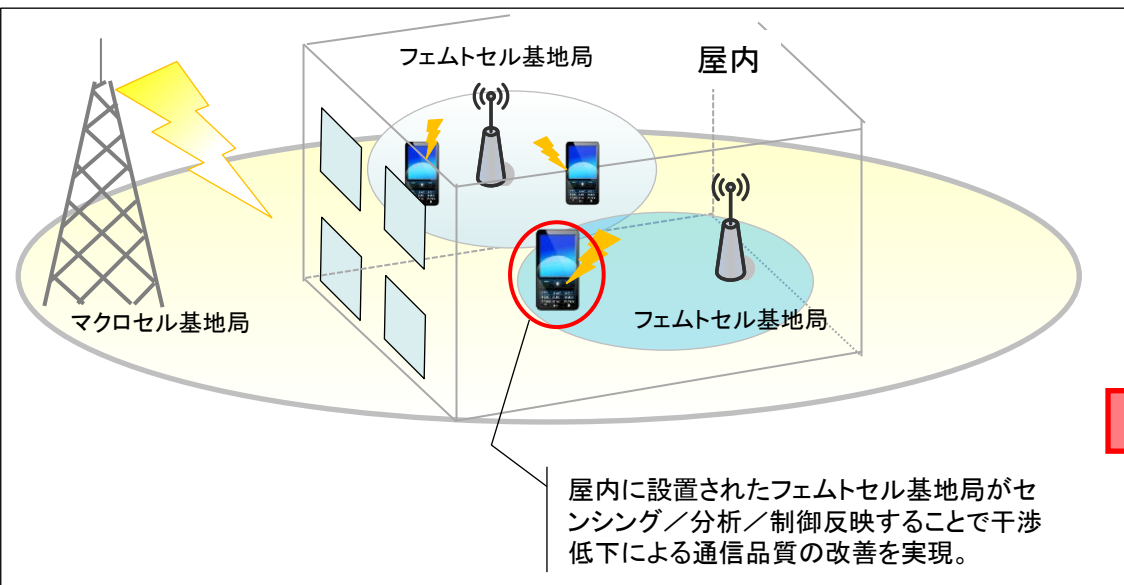 フェムトセル基地局
屋内
マクロセル基地局
フェムトセル基地局
屋内に設置されたフェムトセル基地局がセ
ンシング／分析／制御反映することで干渉
低下による通信品質の改善を実現。